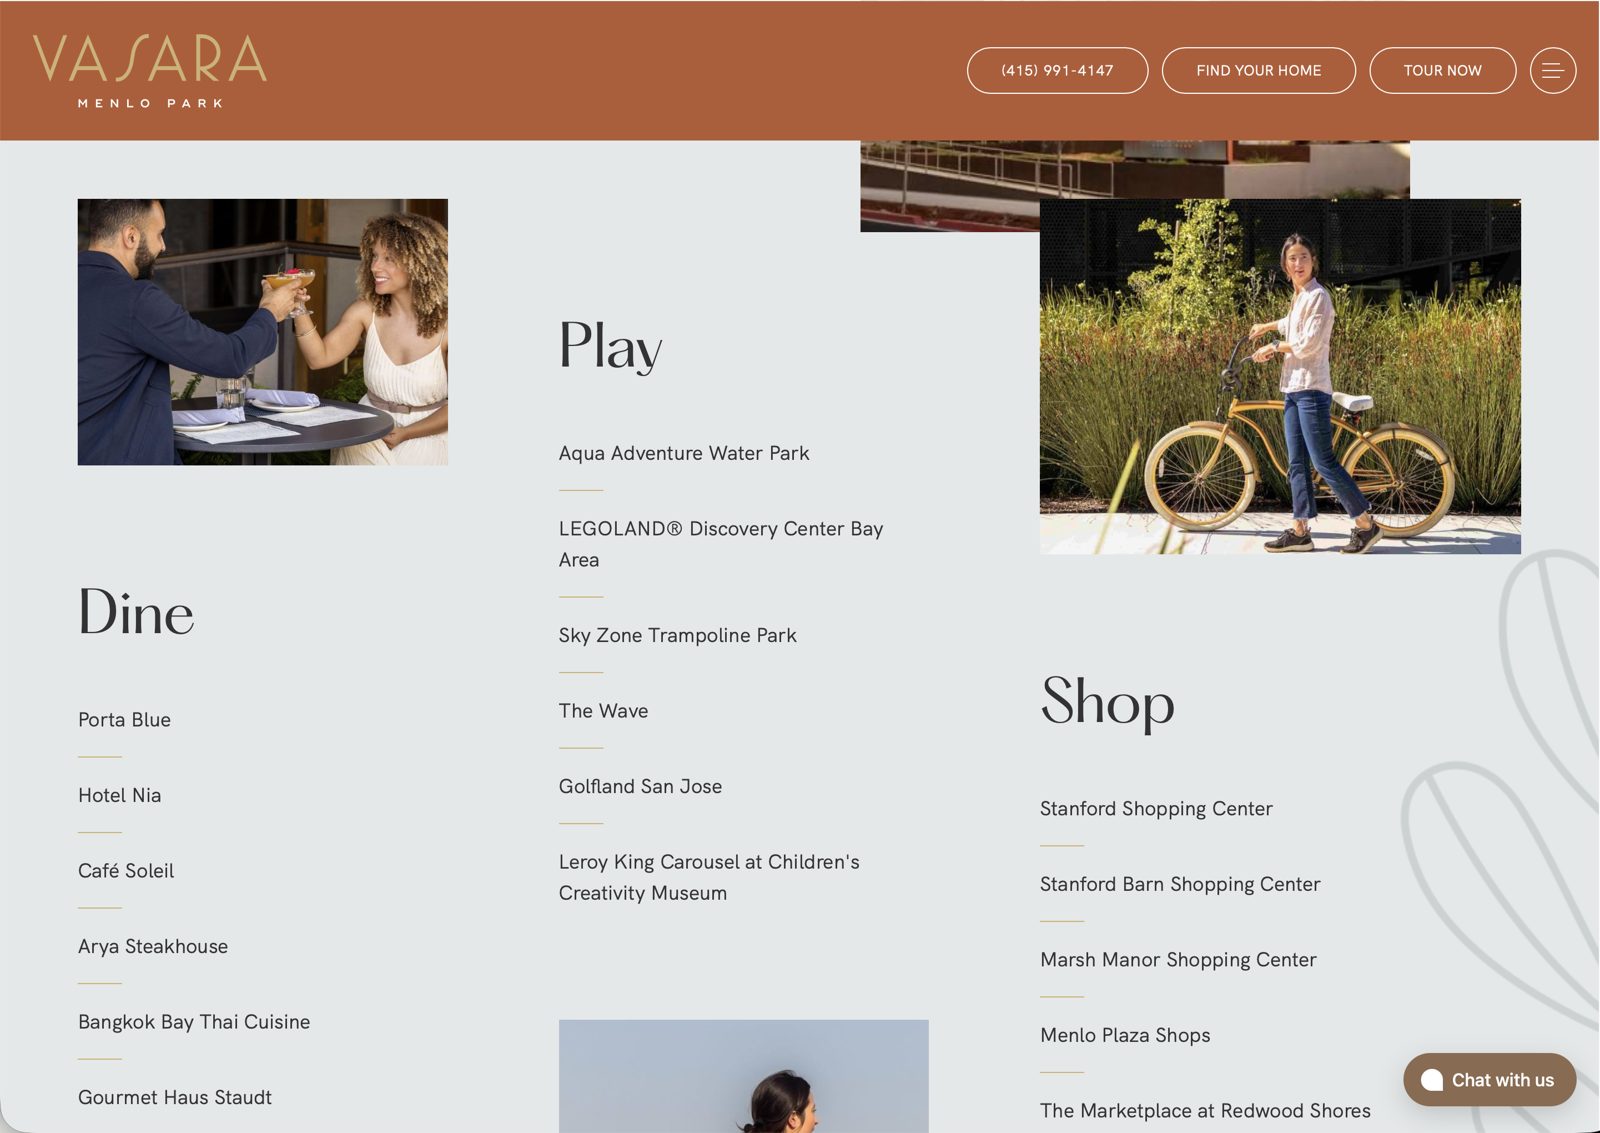 VASARA
MENLO PARK
(415) 991-4147
FIND YOUR HOME
TOUR NOW
Dine
Porta Blue
Hotel Nia
Café Soleil
Arya Steakhouse
Bangkok Bay Thai Cuisine
Gourmet Haus Staudt
Play
Aqua Adventure Water Park
LEGOLAND® Discovery Center Bay
Area
Sky Zone Trampoline Park
The Wave
Golfland San Jose
Leroy King Carousel at Children's
Creativity Museum
Shop
Stanford Shopping Center
Stanford Barn Shopping Center
Marsh Manor Shopping Center
Menlo Plaza Shops
The Marketplace at Redwood Shores
Chat with us